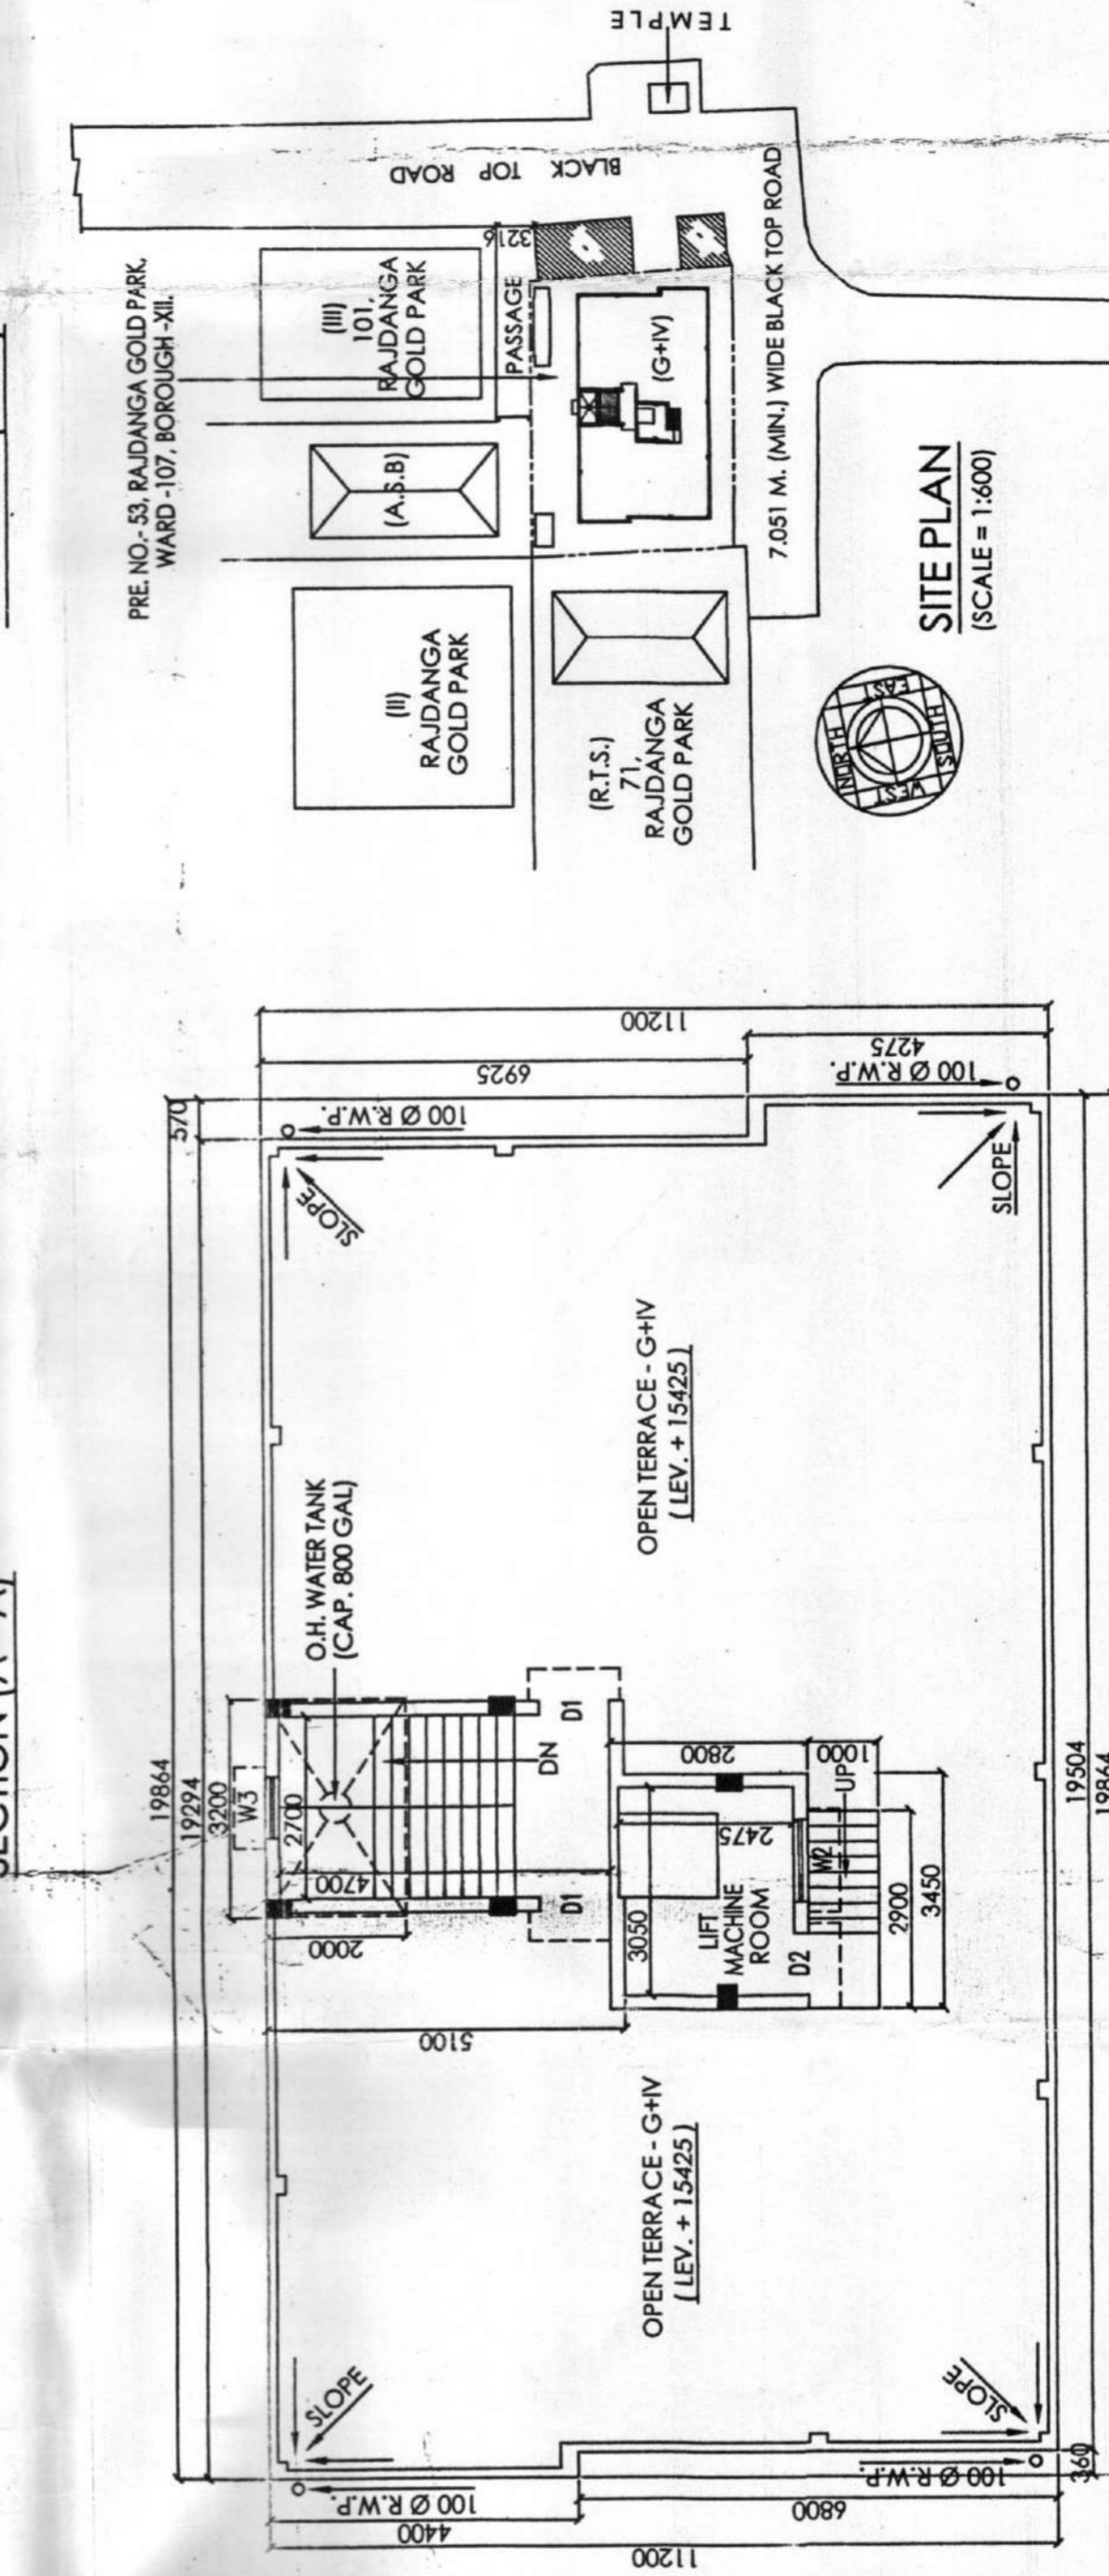 19864
19294
3200
W3
2700
4700
2000
5100
O.H. WATER TANK
(CAP. 800 GAL)
DN
D1
D1
3050
LIFT
MACHINE
ROOM
D2
W2
UP
2475
2800
1000
2900
3450
OPEN TERRACE - G+IV
( LEV. + 15425 )
OPEN TERRACE - G+IV
( LEV. + 15425 )
SLOPE
SLOPE
SLOPE
SLOPE
100 Ø R.W.P.
100 Ø R.W.P.
100 Ø R.W.P.
100 Ø R.W.P.
4400
6800
11200
360
570
6925
4275
11200
19504
19864
PRE. NO.- 53, RAJDANGA GOLD PARK,
WARD -107, BOROUGH -XII.
(II)
RAJDANGA
GOLD PARK
(A.S.B)
(III)
101,
RAJDANGA
GOLD PARK
PASSAGE
3216
BLACK TOP ROAD
TEMPLE
(G+IV)
(R.T.S.)
71,
RAJDANGA
GOLD PARK
7.051 M. (MIN.) WIDE BLACK TOP ROAD
NORTH
EAST
SOUTH
WEST
SITE PLAN
(SCALE = 1:600)